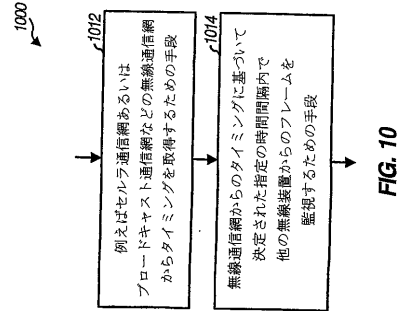 1000
1012
例えばセルラ通信網あるいは
ブロードキャスト通信網などの無線通信網
からタイミングを取得するための手段
1014
無線通信網からのタイミングに基づいて
決定された指定の時間間隔内で
他の無線装置からのフレームを
監視するための手段
FIG. 10